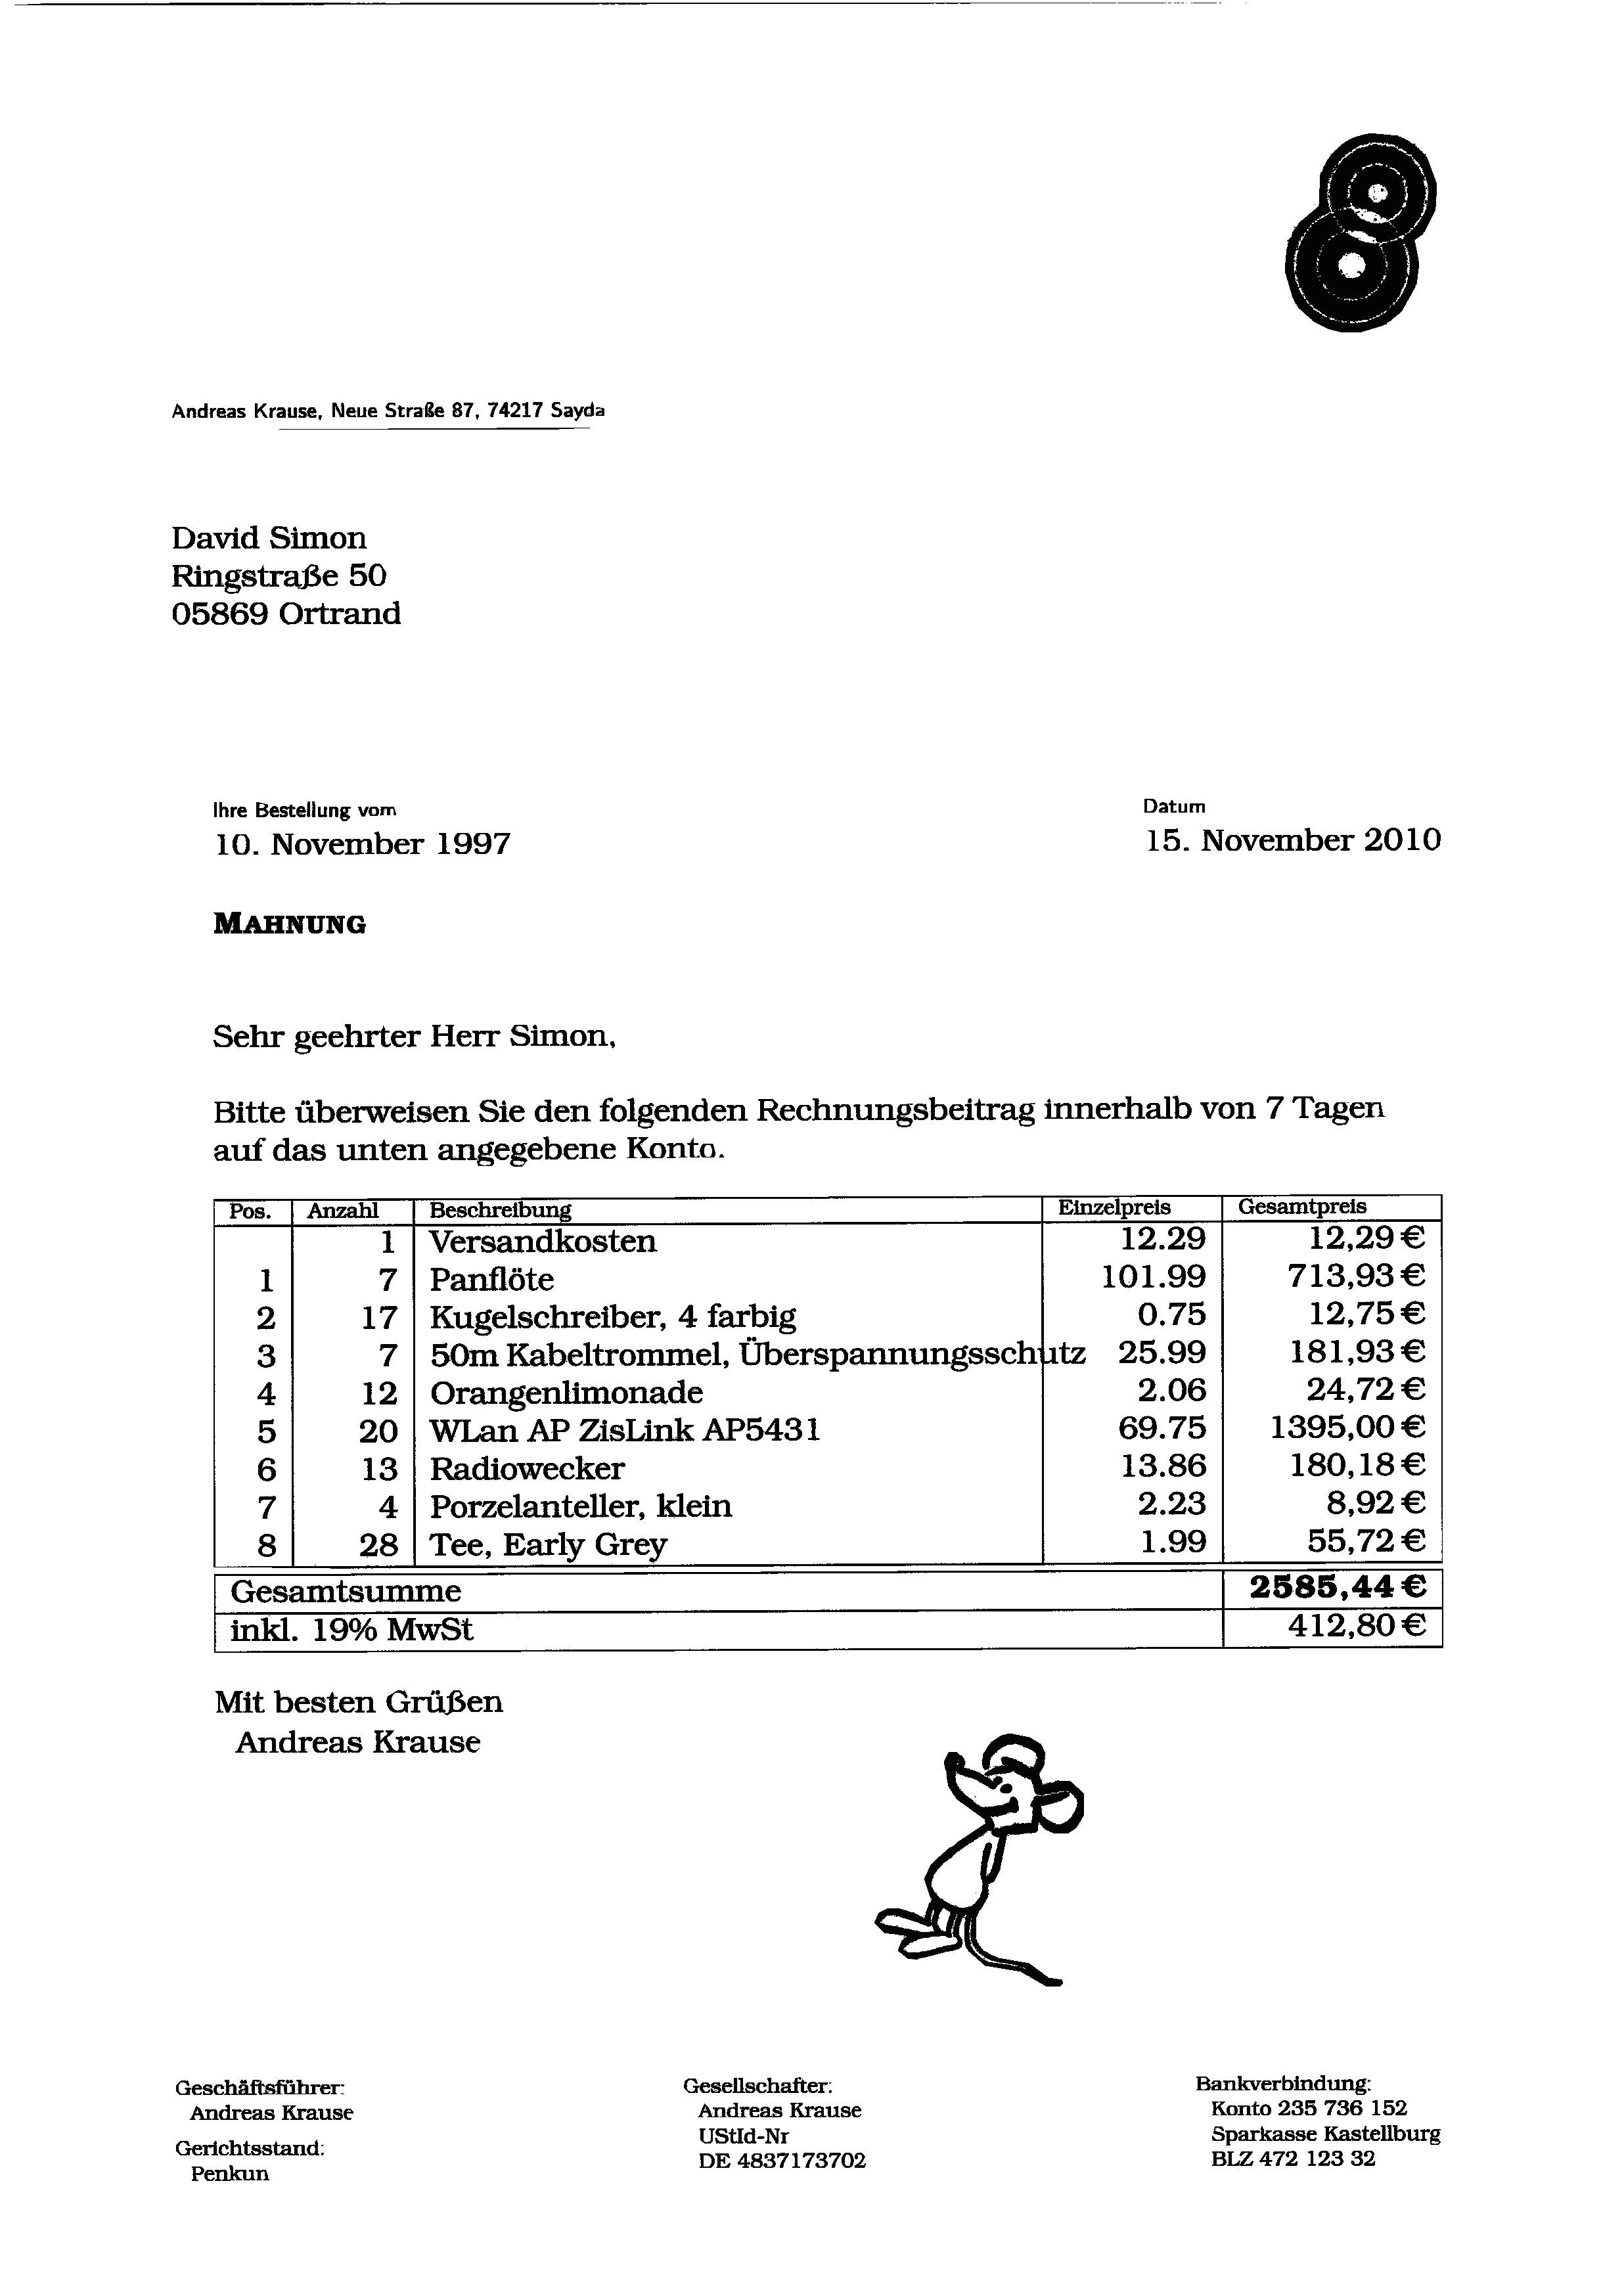 Andreas Krause, Neue Straße 87, 74217 Sayda
David Simon
Ringstraße 50
05869 Ortrand
Ihre Bestellung vom Datum
10. November 1997 15. November 2010
MAHNUNG
Sehr geehrter Herr Simon,
Bitte überweisen Sie den folgenden Rechnungsbeitrag innerhalb von 7 Tagen
auf das unten angegebene Konto.
Pos. Anzahl Beschreibung Einzelpreis Gesamtpreis
1 Versandkosten 12.29 12,29 €
1 7 Panflöte 101.99 713,93 €
2 17 Kugelschreiber, 4 farbig 0.75 12,75 €
3 7 50m Kabeltrommel, Überspannungsschutz 25.99 181,93 €
4 12 Orangenlimonade 2.06 24,72 €
5 20 WLan AP ZisLink AP5431 69.75 1395,00 €
6 13 Radiowecker 13.86 180,18 €
7 4 Porzelanteller, klein 2.23 8,92 €
8 28 Tee, Early Grey 1.99 55,72 €
Gesamtsumme 2585,44 €
inkl. 19% MwSt 412,80 €
Mit besten Grüßen
Andreas Krause
Geschäftsführer:
Andreas Krause
Gerichtsstand:
Penkun
Gesellschafter:
Andreas Krause
UStId-Nr
DE 4837173702
Bankverbindung:
Konto 235 736 152
Sparkasse Kastellburg
BLZ 472 123 32